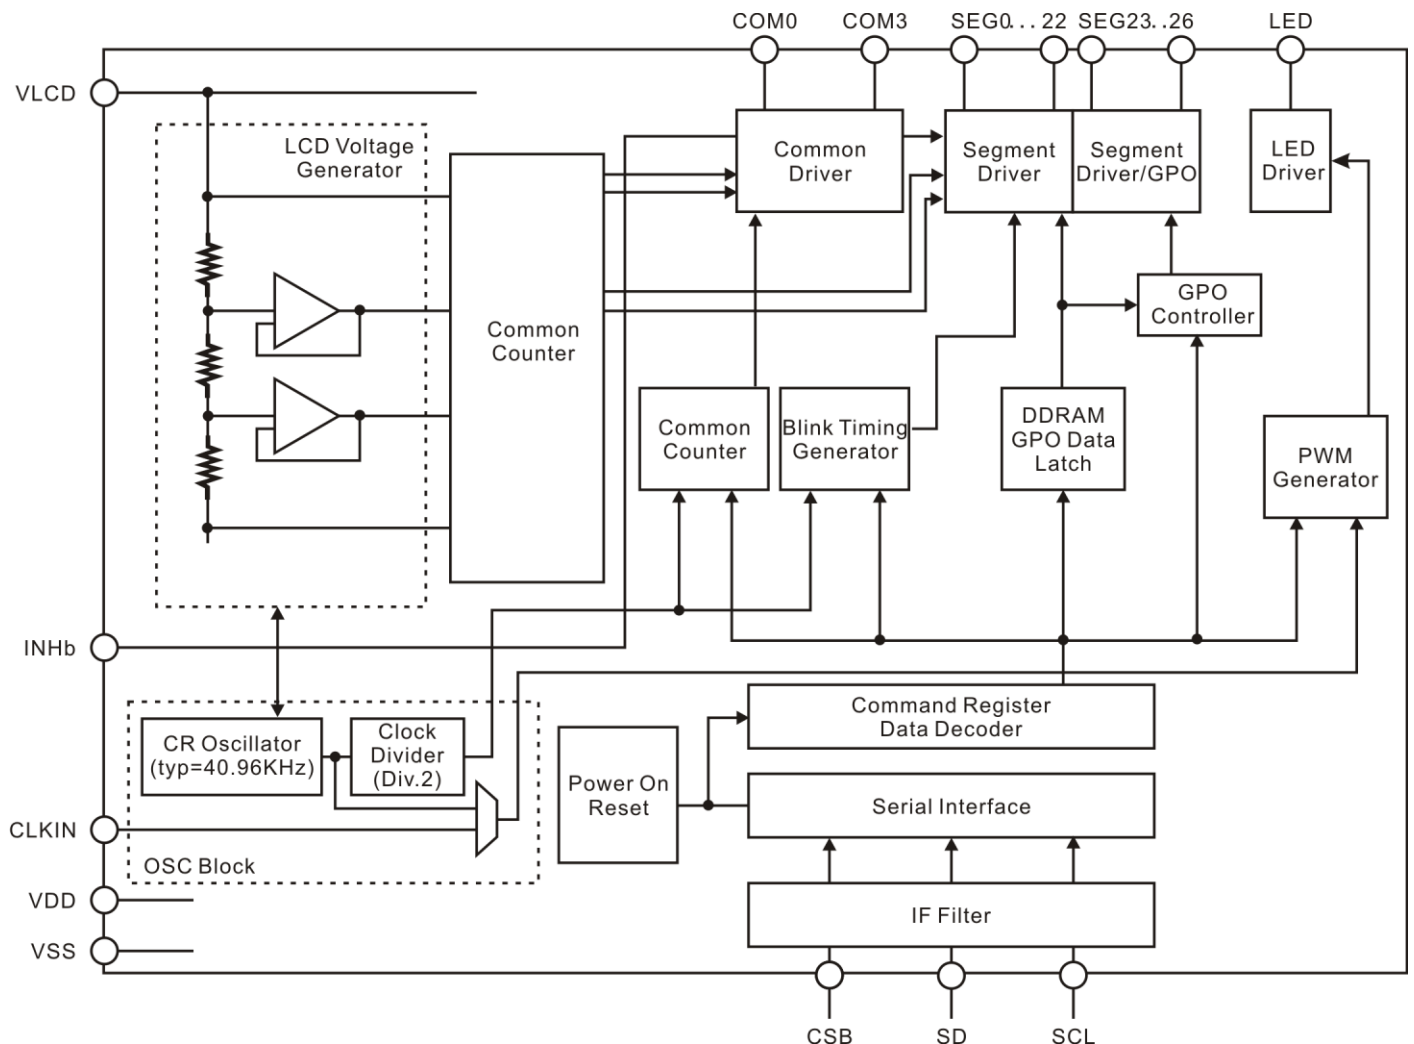 COM0 COM3 SEG0...22 SEG23..26 LED
VLCD
LCD Voltage
Generator
Common
Driver
Segment
Driver
Segment
Driver/GPO
LED
Driver
GPO
Controller
Common
Counter
Common
Counter
Blink Timing
Generator
DDRAM
GPO Data
Latch
PWM
Generator
INHb
Command Register
Data Decoder
CR Oscillator
(typ=40.96KHz)
Clock
Divider
(Div.2)
Power On
Reset
Serial Interface
CLKIN
OSC Block
VDD
IF Filter
VSS
CSB SD SCL